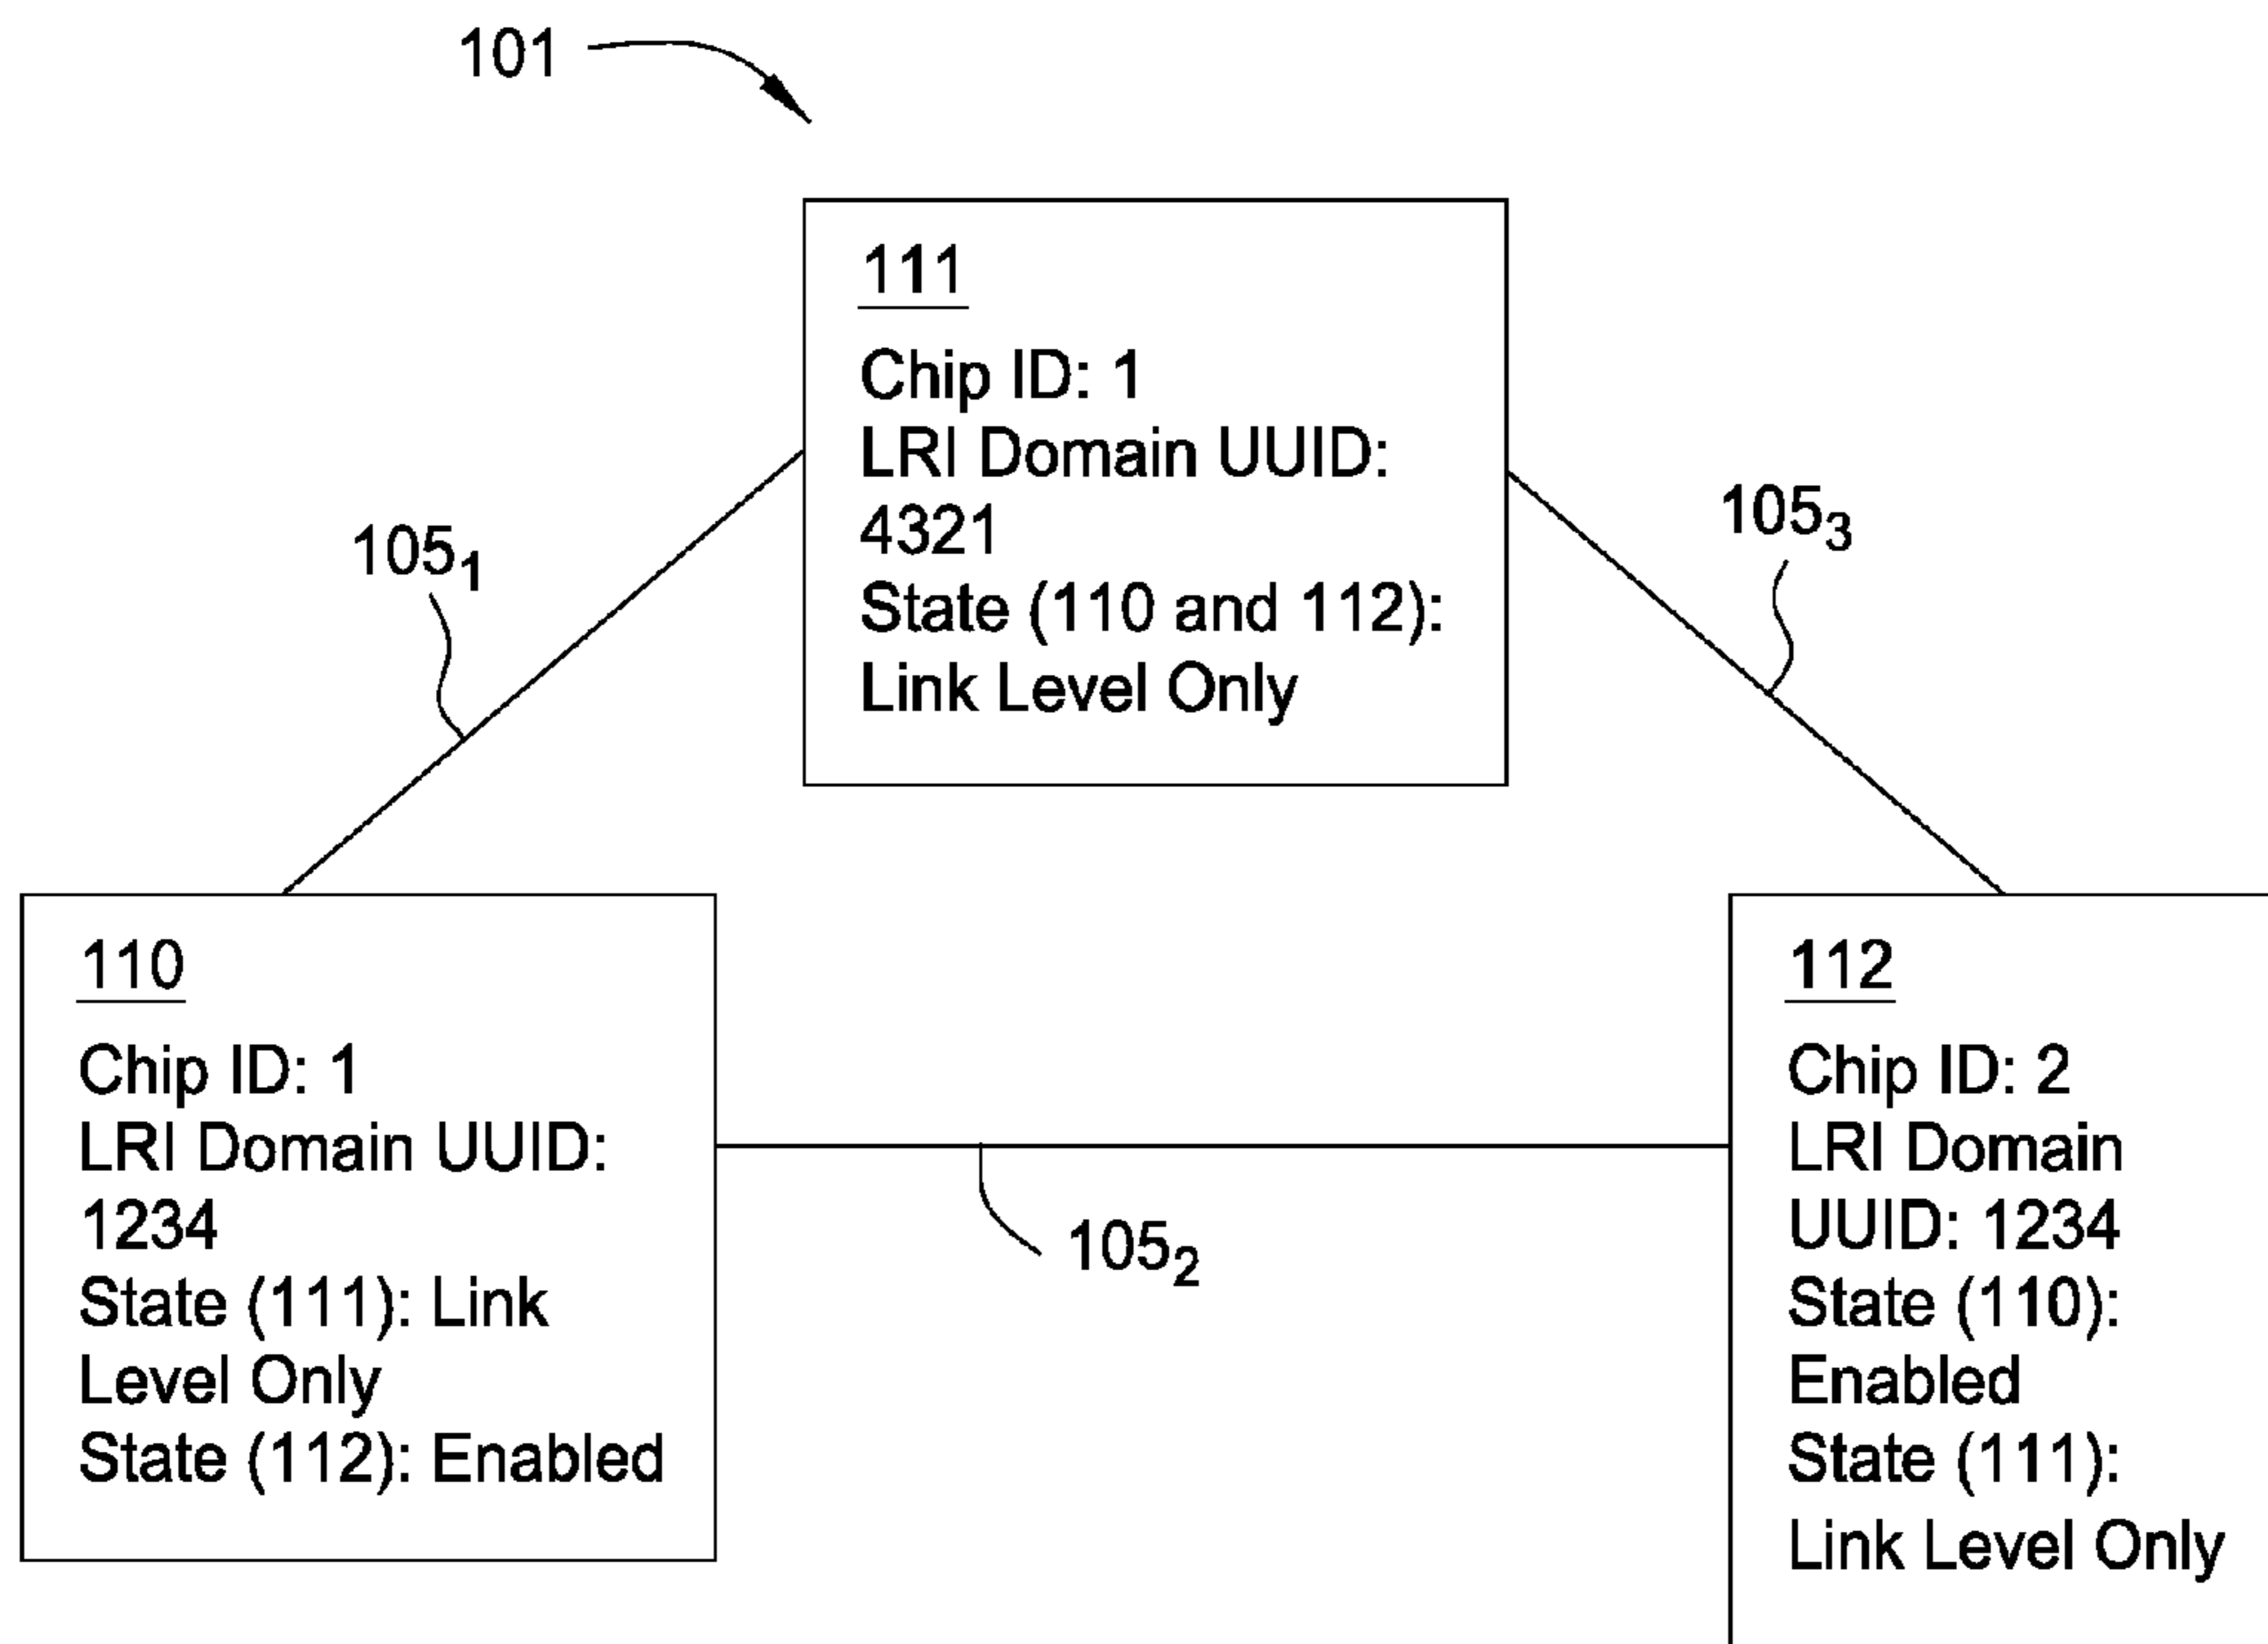 101
111
Chip ID: 1
LRI Domain UUID:
4321
State (110 and 112):
Link Level Only
105₁
105₃
110
Chip ID: 1
LRI Domain UUID:
1234
State (111): Link
Level Only
State (112): Enabled
105₂
112
Chip ID: 2
LRI Domain
UUID: 1234
State (110):
Enabled
State (111):
Link Level Only